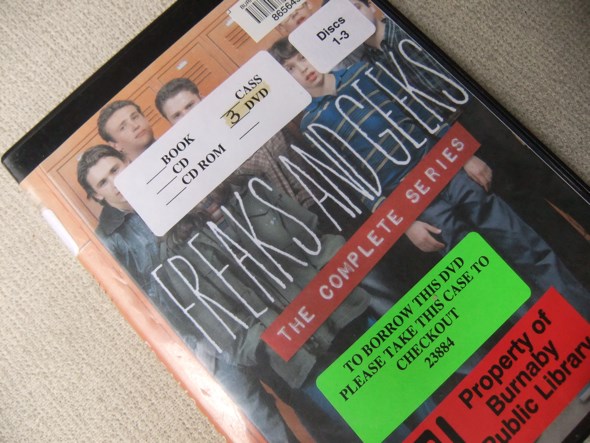 Discs
1-3
BOOK
CASS
CD
3 DVD
CD ROM
FREAKS AND GEEKS
THE COMPLETE SERIES
TO BORROW THIS DVD
PLEASE TAKE THIS CASE TO
CHECKOUT
23884
Property of
Burnaby
Public Library